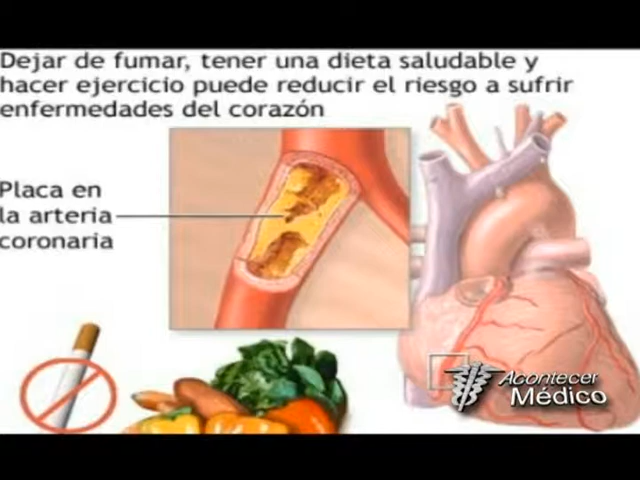 Dejar de fumar, tener una dieta saludable y
hacer ejercicio puede reducir el riesgo a sufrir
enfermedades del corazón
Placa en
la arteria
coronaria
Acontecer
Médico